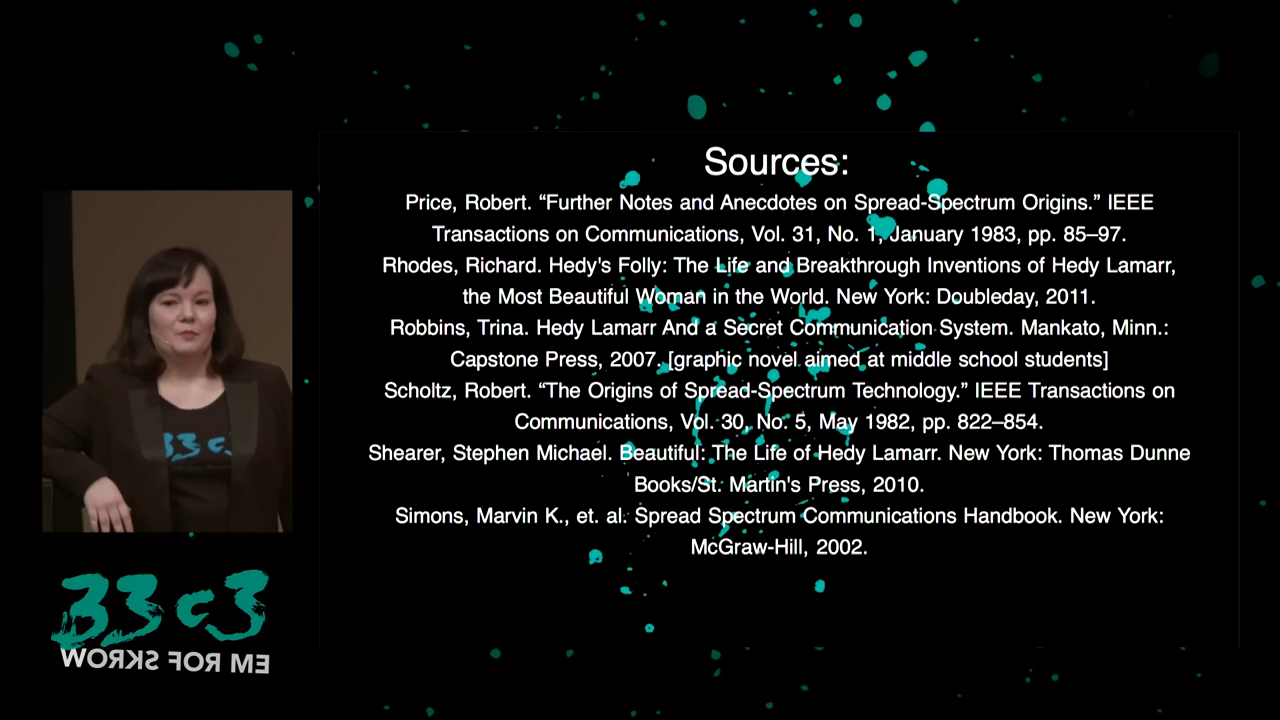 Sources:
Price, Robert. “Further Notes and Anecdotes on Spread-Spectrum Origins.” IEEE
Transactions on Communications, Vol. 31, No. 1, January 1983, pp. 85–97.
Rhodes, Richard. Hedy's Folly: The Life and Breakthrough Inventions of Hedy Lamarr,
the Most Beautiful Woman in the World. New York: Doubleday, 2011.
Robbins, Trina. Hedy Lamarr And a Secret Communication System. Mankato, Minn.:
Capstone Press, 2007. [graphic novel aimed at middle school students]
Scholtz, Robert. “The Origins of Spread-Spectrum Technology.” IEEE Transactions on
Communications, Vol. 30, No. 5, May 1982, pp. 822–854.
Shearer, Stephen Michael. Beautiful: The Life of Hedy Lamarr. New York: Thomas Dunne
Books/St. Martin's Press, 2010.
Simons, Marvin K., et. al. Spread Spectrum Communications Handbook. New York:
McGraw-Hill, 2002.
33c3
33c3
WORKS FOR ME